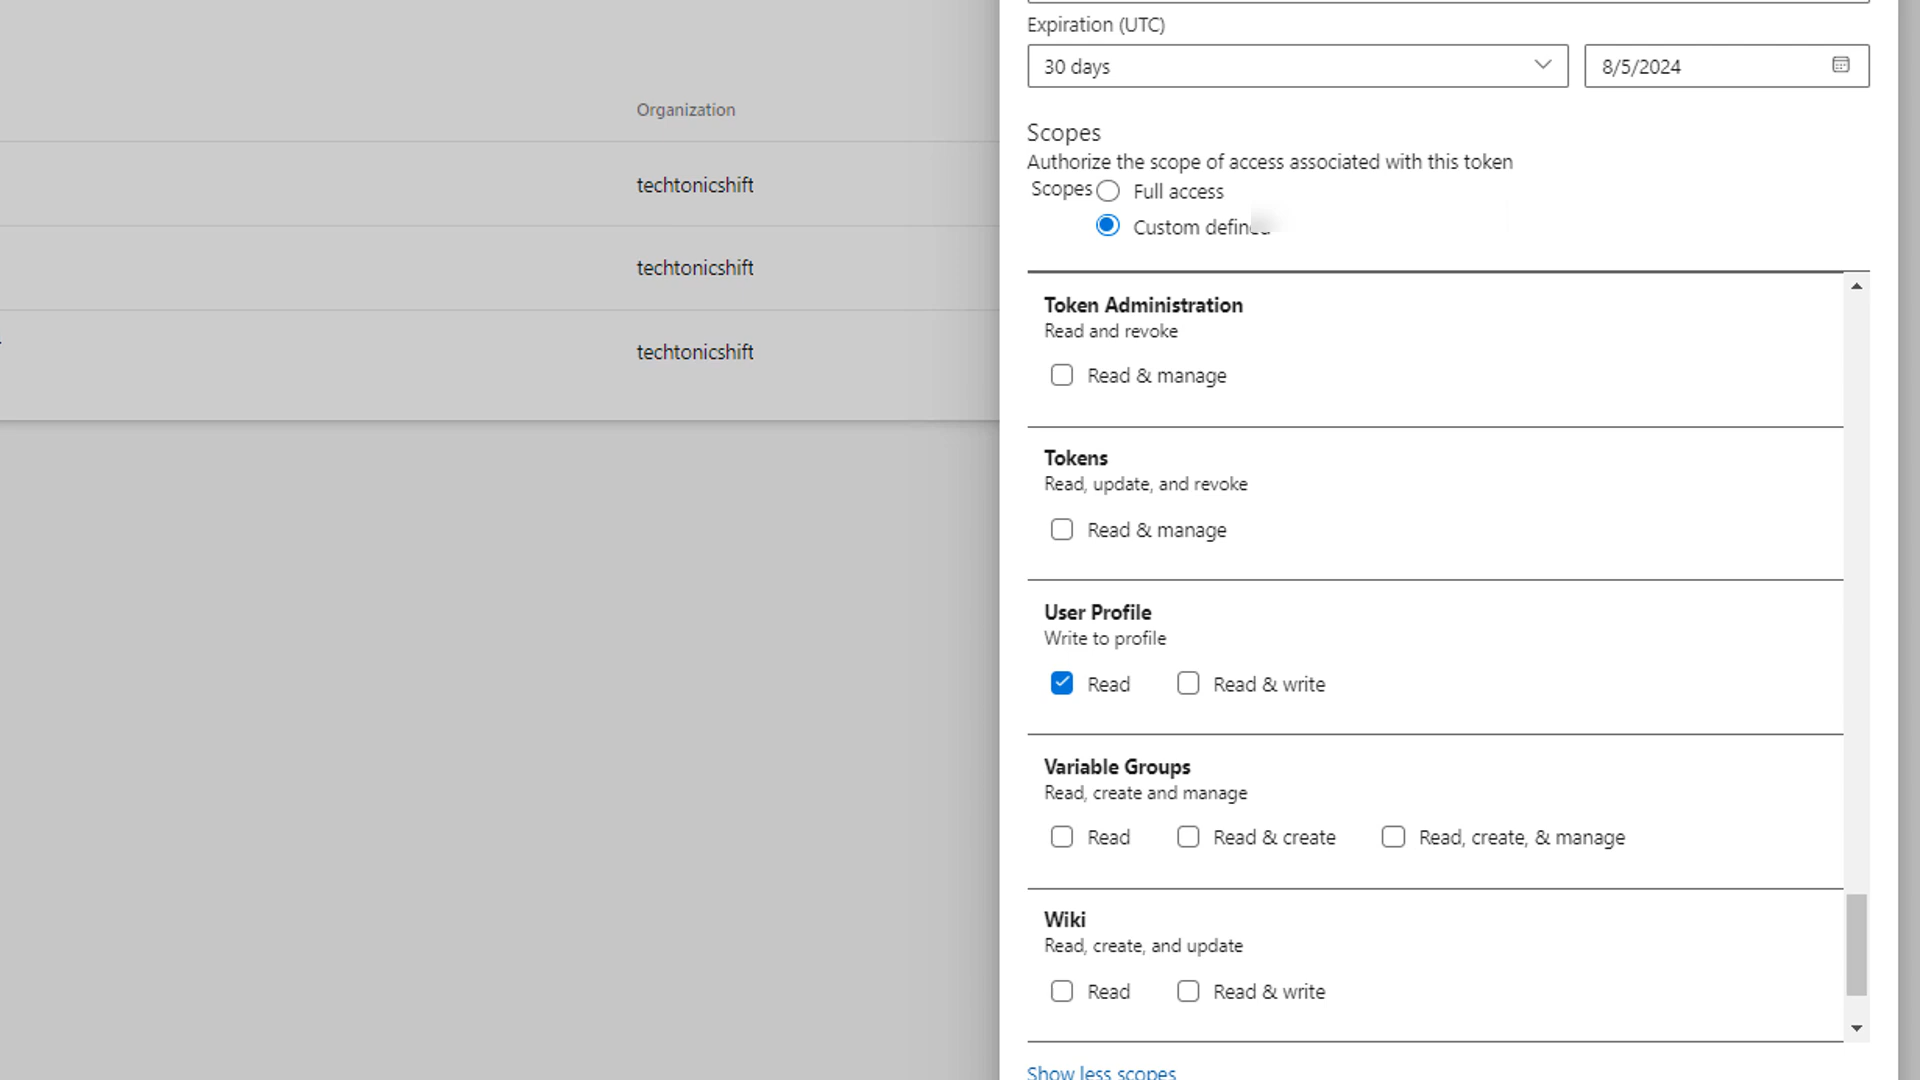 Organization
techtonicshift
techtonicshift
techtonicshift
Expiration (UTC)
30 days
8/5/2024
Scopes
Authorize the scope of access associated with this token
Scopes
Full access
Custom defined
Token Administration
Read and revoke
Read & manage
Tokens
Read, update, and revoke
Read & manage
User Profile
Write to profile
Read
Read & write
Variable Groups
Read, create and manage
Read
Read & create
Read, create, & manage
Wiki
Read, create, and update
Read
Read & write
Show less scopes